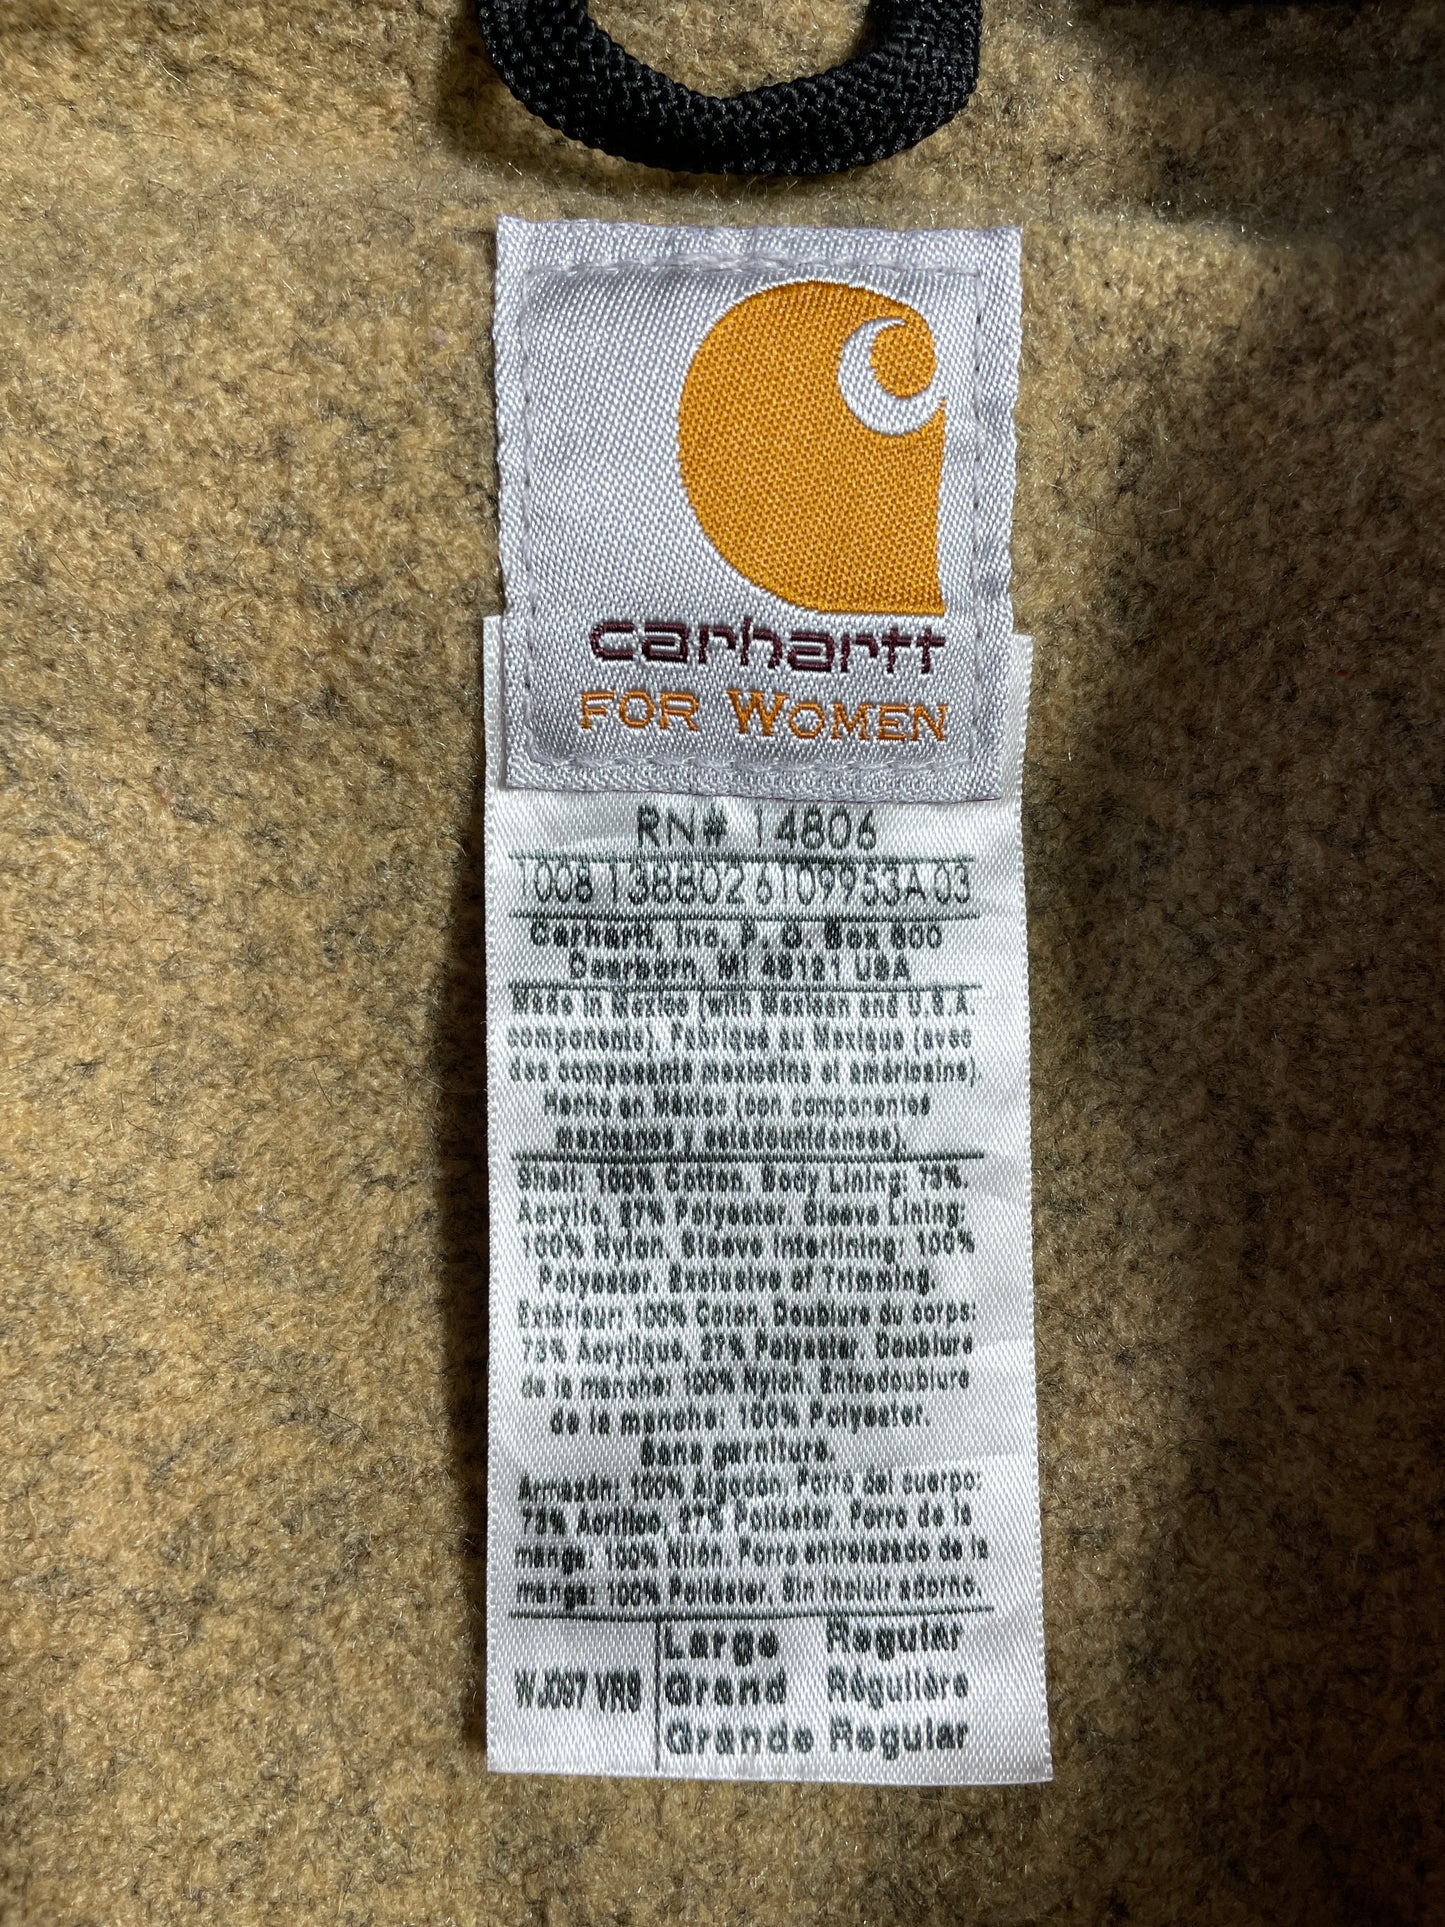 carhartt
FOR WOMEN
RN# 14806
1008 138802 6109953A 03
Carhartt, Inc. P. O. Box 600
Dearborn, MI 48121 USA
Made in Mexico (with Mexican and U.S.A.
components). Fabriqué au Mexique (avec
des composants mexicains et américains).
Hecho en México (con componentes
mexicanos y estadounidenses).
Shell: 100% Cotton. Body Lining: 73%
Acrylic, 27% Polyester. Sleeve Lining:
100% Nylon. Sleeve Interlining: 100%
Polyester. Exclusive of Trimming.
Extérieur: 100% Coton. Doublure du corps:
73% Acrylique, 27% Polyester. Doublure
de la manche: 100% Nylon. Entredoublure
de la manche: 100% Polyester.
Sans garniture.
Armazón: 100% Algodón. Forro del cuerpo:
73% Acrílico, 27% Poliéster. Forro de la
manga: 100% Nilón. Forro entrelazado de la
manga: 100% Poliéster. Sin incluir adorno.
Large Regular
WJ097 VRB Grand Régulière
Grande Regular